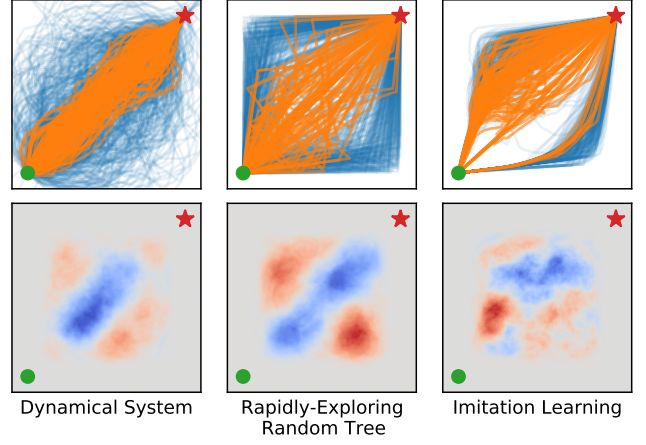 Dynamical System
Rapidly-Exploring
Random Tree
Imitation Learning